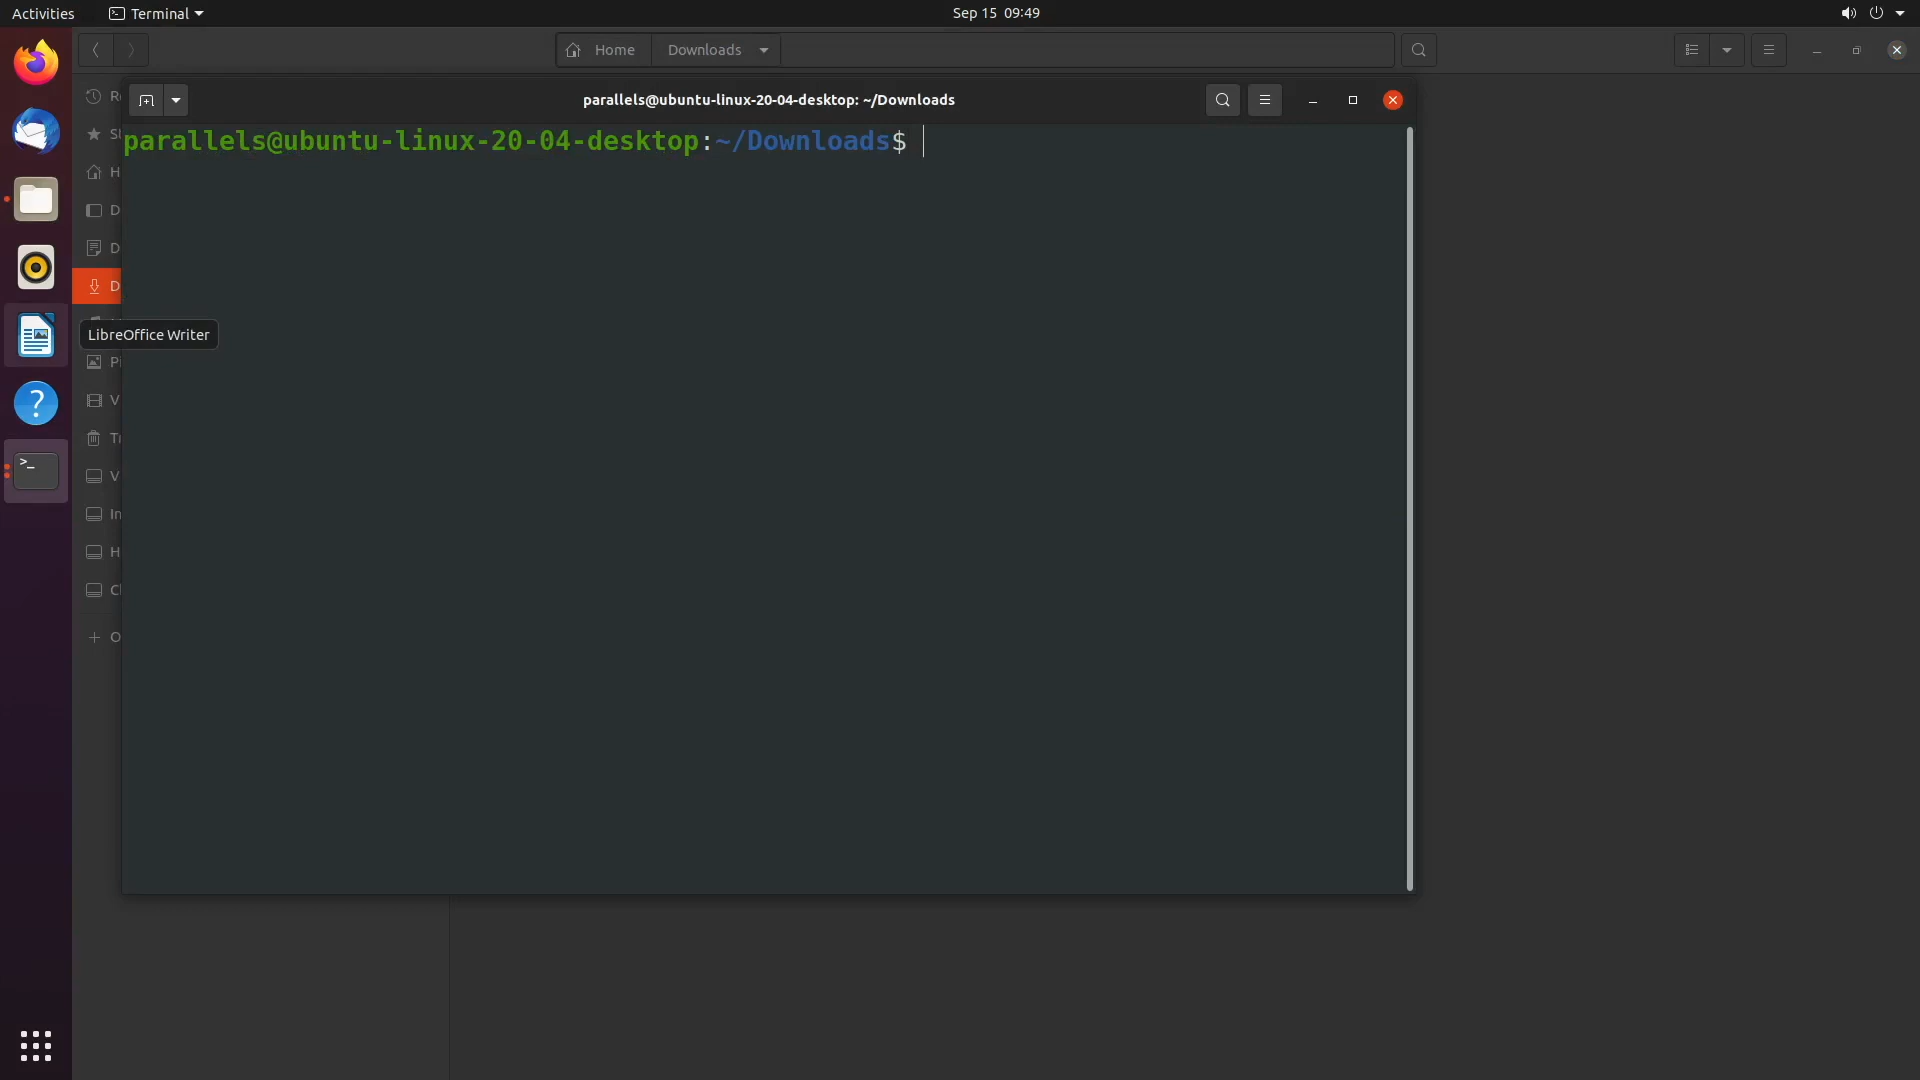 Activities
Terminal
Sep 15 09:49
Home
Downloads
parallels@ubuntu-linux-20-04-desktop: ~/Downloads
parallels@ubuntu-linux-20-04-desktop:~/Downloads$
LibreOffice Writer